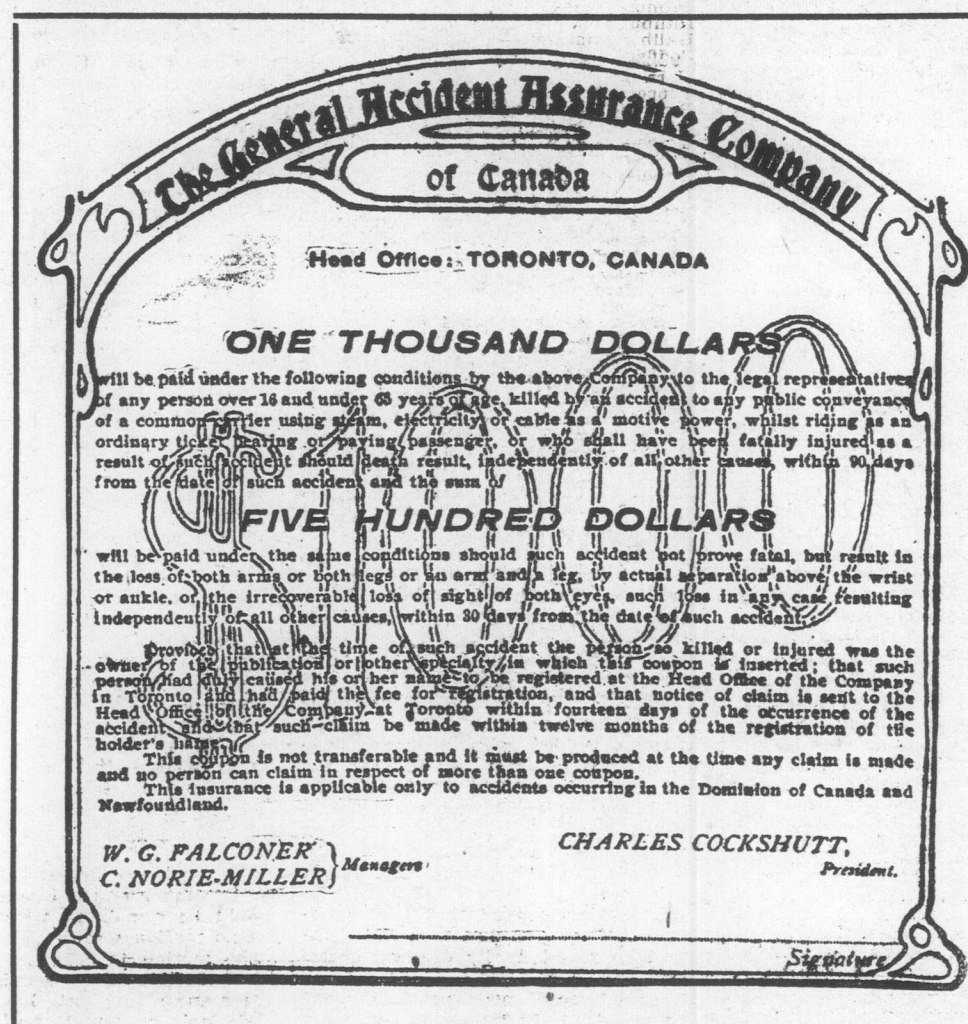 The General Accident Assurance Company
of Canada
Head Office: TORONTO, CANADA
ONE THOUSAND DOLLARS
will be paid under the following conditions by the above Company to the legal representatives
of any person over 16 and under 65 years of age, killed by an accident to any public conveyance
of a common carrier using steam, electricity or cable as a motive power, whilst riding as an
ordinary ticket bearing or paying passenger, or who shall have been fatally injured as a
result of such accident should death result, independently of all other causes, within 90 days
from the date of such accident and the sum of
FIVE HUNDRED DOLLARS
will be paid under the same conditions should such accident not prove fatal, but result in
the loss of both arms or both legs or an arm and a leg, by actual separation above the wrist
or ankle, or the irrecoverable loss of sight of both eyes, such loss in any case resulting
independently of all other causes, within 30 days from the date of such accident.
Provided that at the time of such accident the person so killed or injured was the
owner of the publication or other specialty in which this coupon is inserted; that such
person had duly caused his or her name to be registered at the Head Office of the Company
in Toronto and had paid the fee for registration, and that notice of claim is sent to the
Head Office of the Company at Toronto within fourteen days of the occurrence of the
accident and that such claim be made within twelve months of the registration of the
holder's name.
This coupon is not transferable and it must be produced at the time any claim is made
and no person can claim in respect of more than one coupon.
This insurance is applicable only to accidents occurring in the Dominion of Canada and
Newfoundland.
W. G. FALCONER
C. NORIE-MILLER
Managers
CHARLES COCKSHUTT,
President.
Signature
$1000